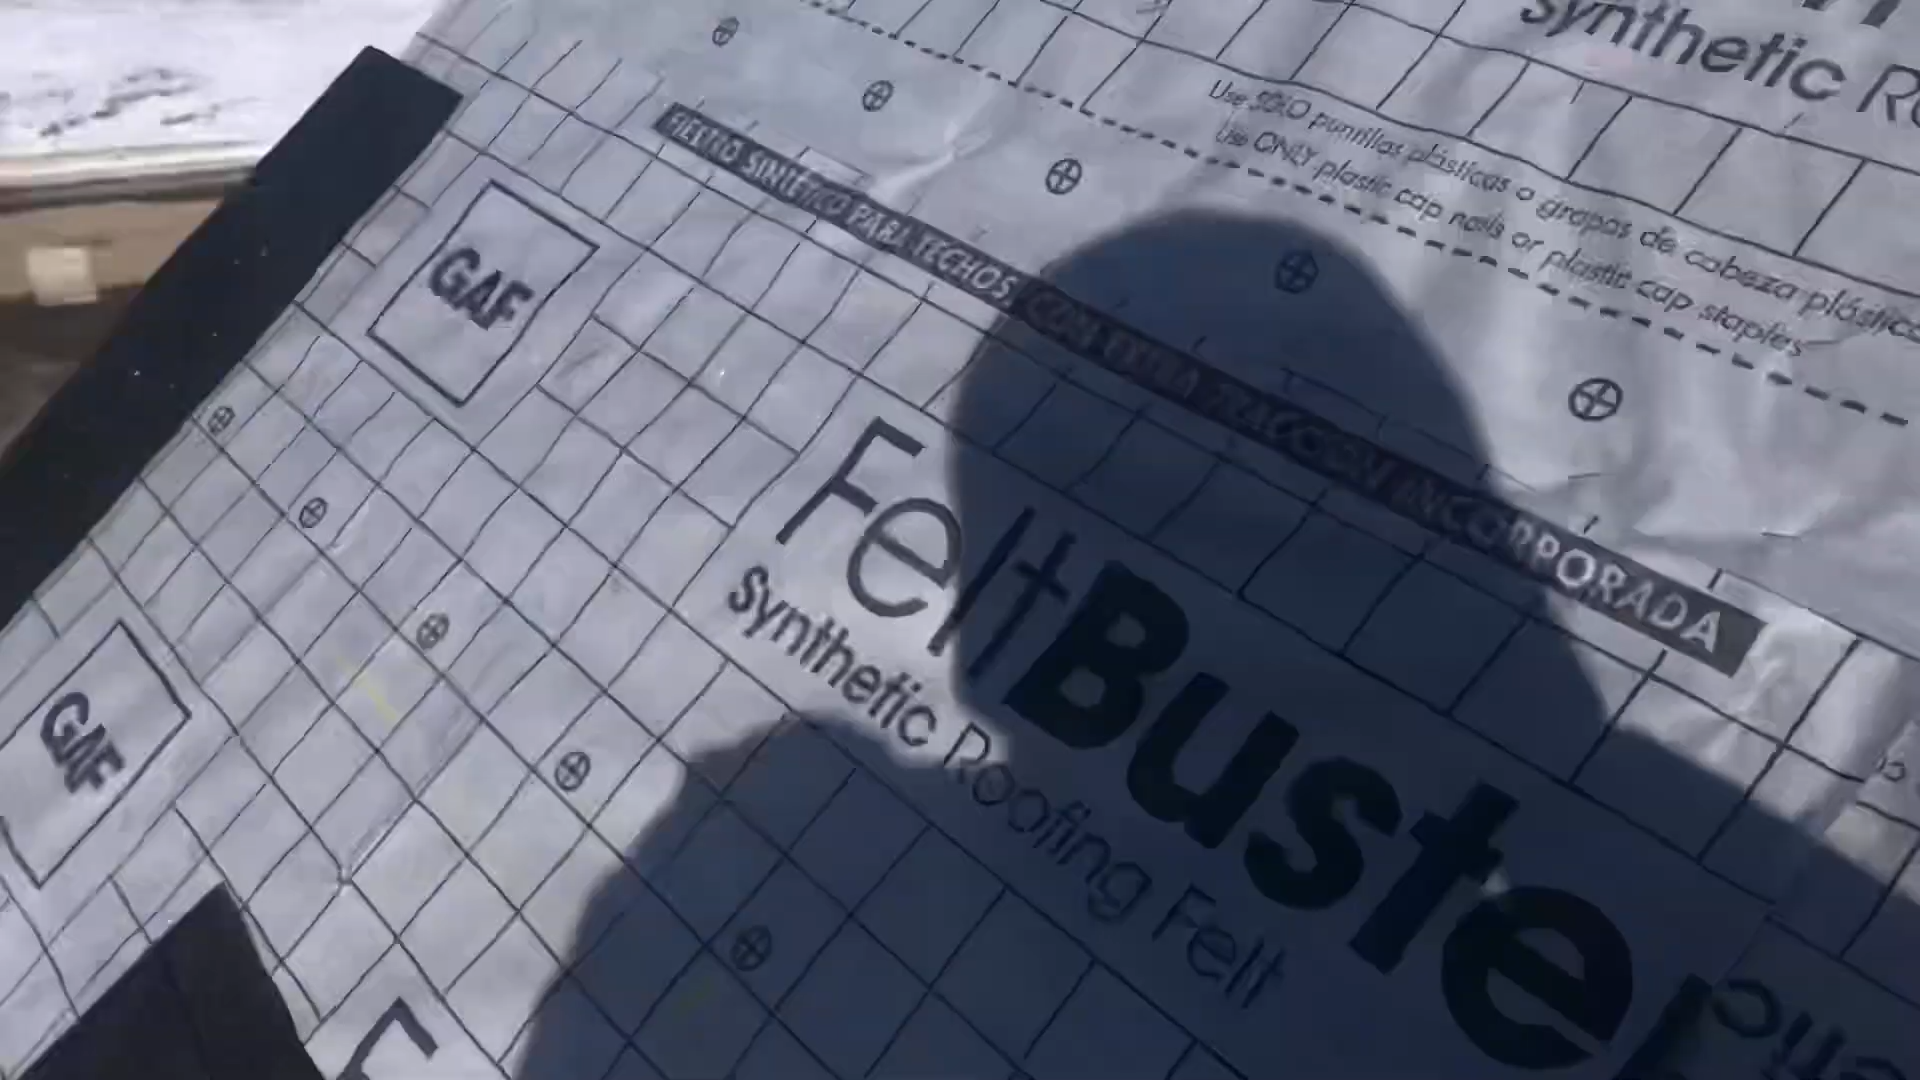 Synthetic
Use SOLO puntillas plásticas o grapas de cabeza plástica
Use ONLY plastic cap nails or plastic cap staples
FIELTRO SINTÉTICO PARA TECHOS, CON EXTRA TRACCIÓN INCORPORADA
GAF
FeltBuster
Synthetic Roofing Felt
GAF